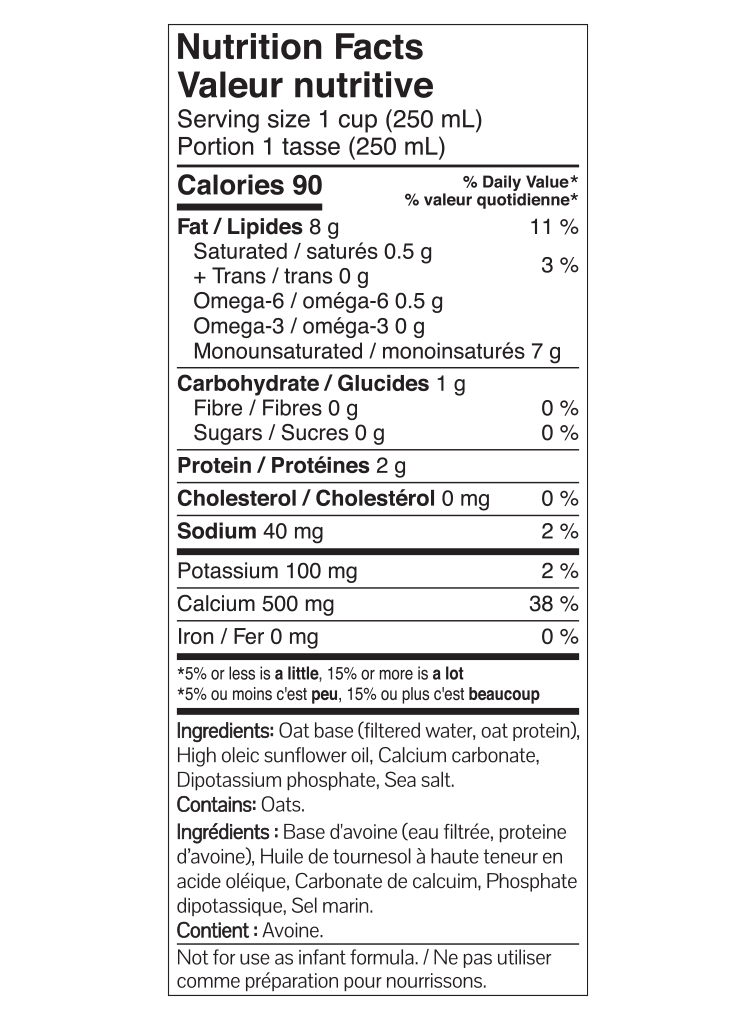 Nutrition Facts
Valeur nutritive
Serving size 1 cup (250 mL)
Portion 1 tasse (250 mL)
Calories 90
% Daily Value*
% valeur quotidienne*
Fat / Lipides 8 g 11 %
Saturated / saturés 0.5 g
+ Trans / trans 0 g
3 %
Omega-6 / oméga-6 0.5 g
Omega-3 / oméga-3 0 g
Monounsaturated / monoinsaturés 7 g
Carbohydrate / Glucides 1 g
Fibre / Fibres 0 g 0 %
Sugars / Sucres 0 g 0 %
Protein / Protéines 2 g
Cholesterol / Cholestérol 0 mg 0 %
Sodium 40 mg 2 %
Potassium 100 mg 2 %
Calcium 500 mg 38 %
Iron / Fer 0 mg 0 %
*5% or less is a little, 15% or more is a lot
*5% ou moins c'est peu, 15% ou plus c'est beaucoup
Ingredients: Oat base (filtered water, oat protein),
High oleic sunflower oil, Calcium carbonate,
Dipotassium phosphate, Sea salt.
Contains: Oats.
Ingrédients : Base d'avoine (eau filtrée, proteine
d'avoine), Huile de tournesol à haute teneur en
acide oléique, Carbonate de calcuim, Phosphate
dipotassique, Sel marin.
Contient : Avoine.
Not for use as infant formula. / Ne pas utiliser
comme préparation pour nourrissons.